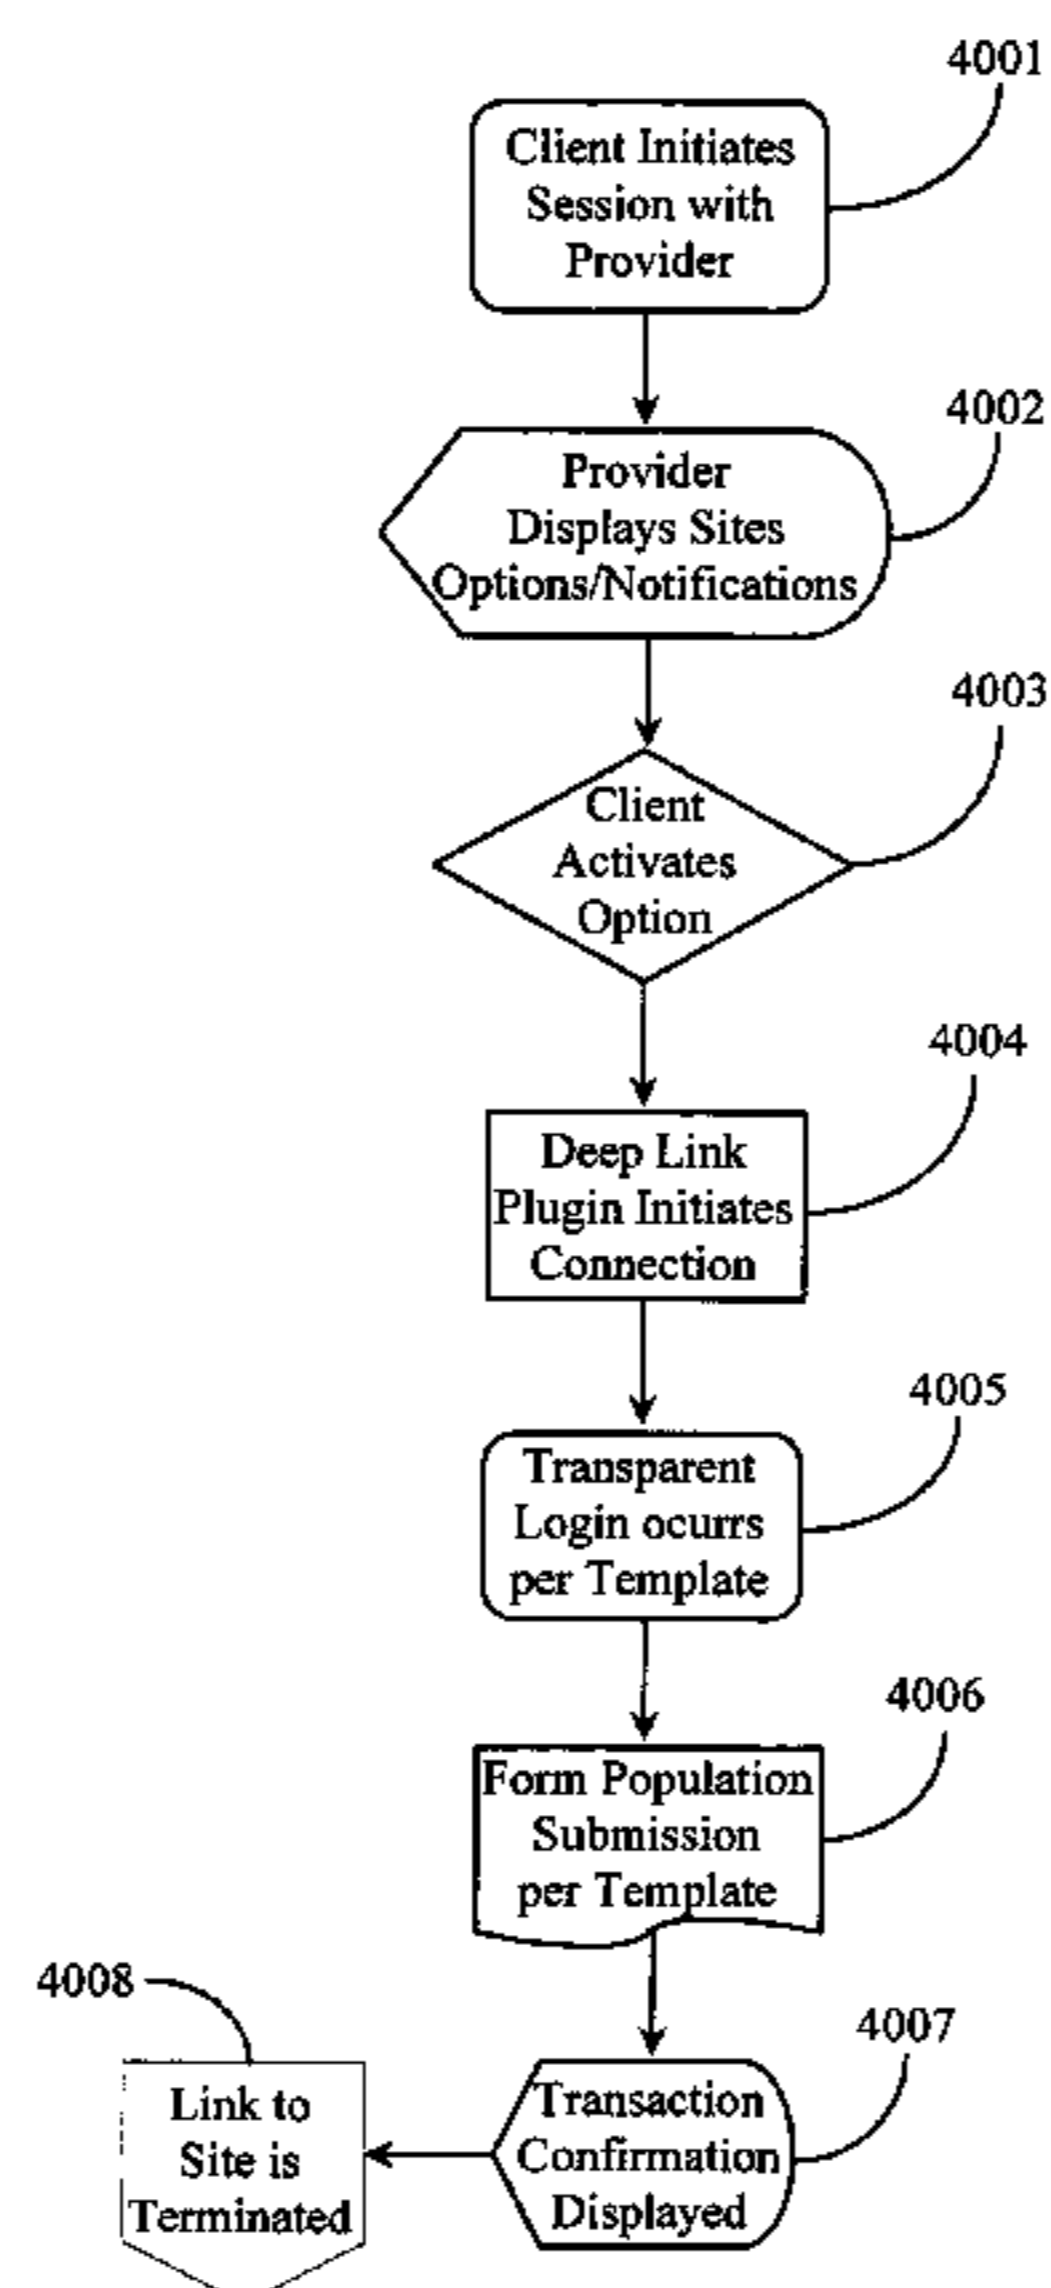 4001
Client Initiates
Session with
Provider
4002
Provider
Displays Sites
Options/Notifications
4003
Client
Activates
Option
4004
Deep Link
Plugin Initiates
Connection
4005
Transparent
Login ocurrs
per Template
4006
Form Population
Submission
per Template
4008
4007
Link to
Site is
Terminated
Transaction
Confirmation
Displayed